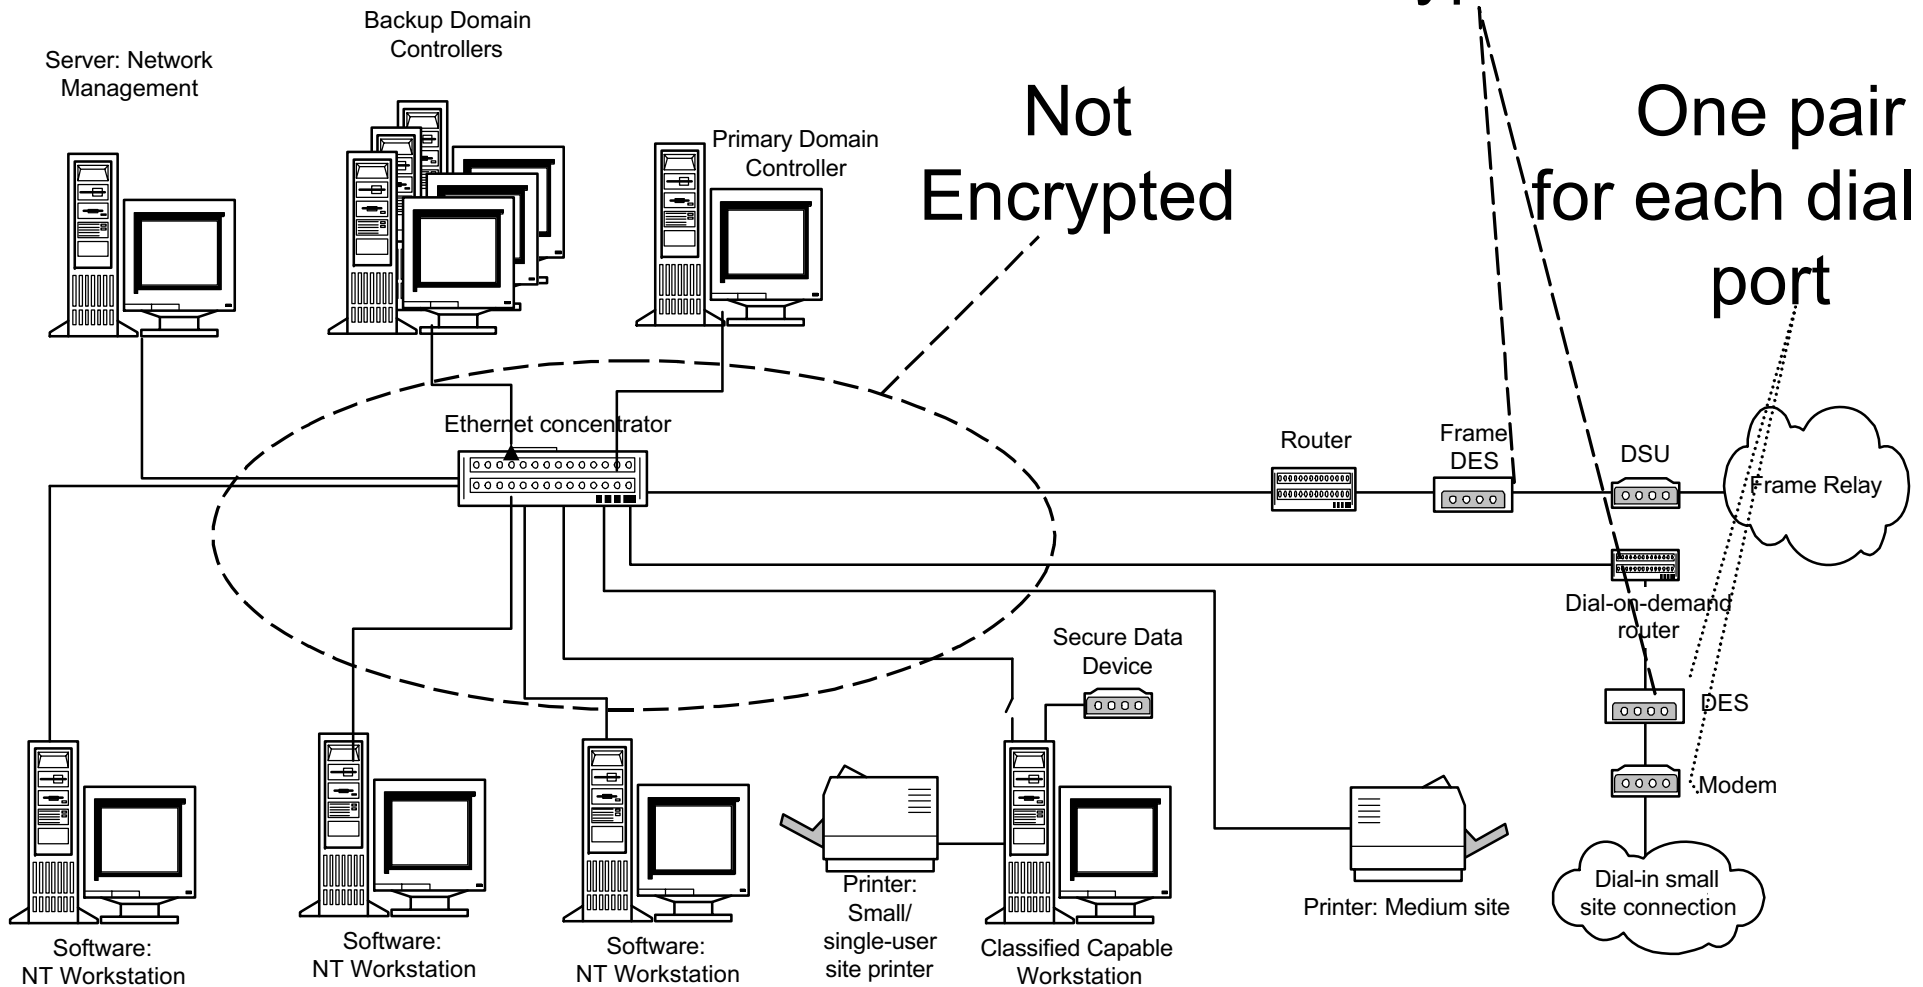 Backup Domain
Controllers
Server: Network
Management
Primary Domain
Controller
Not
Encrypted
One pair
for each dial
port
Ethernet concentrator
Router
Frame
DES
DSU
Frame Relay
Dial-on-demand
router
Secure Data
Device
DES
Modem
Dial-in small
site connection
Printer: Medium site
Printer:
Small/
single-user
site printer
Classified Capable
Workstation
Software:
NT Workstation
Software:
NT Workstation
Software:
NT Workstation